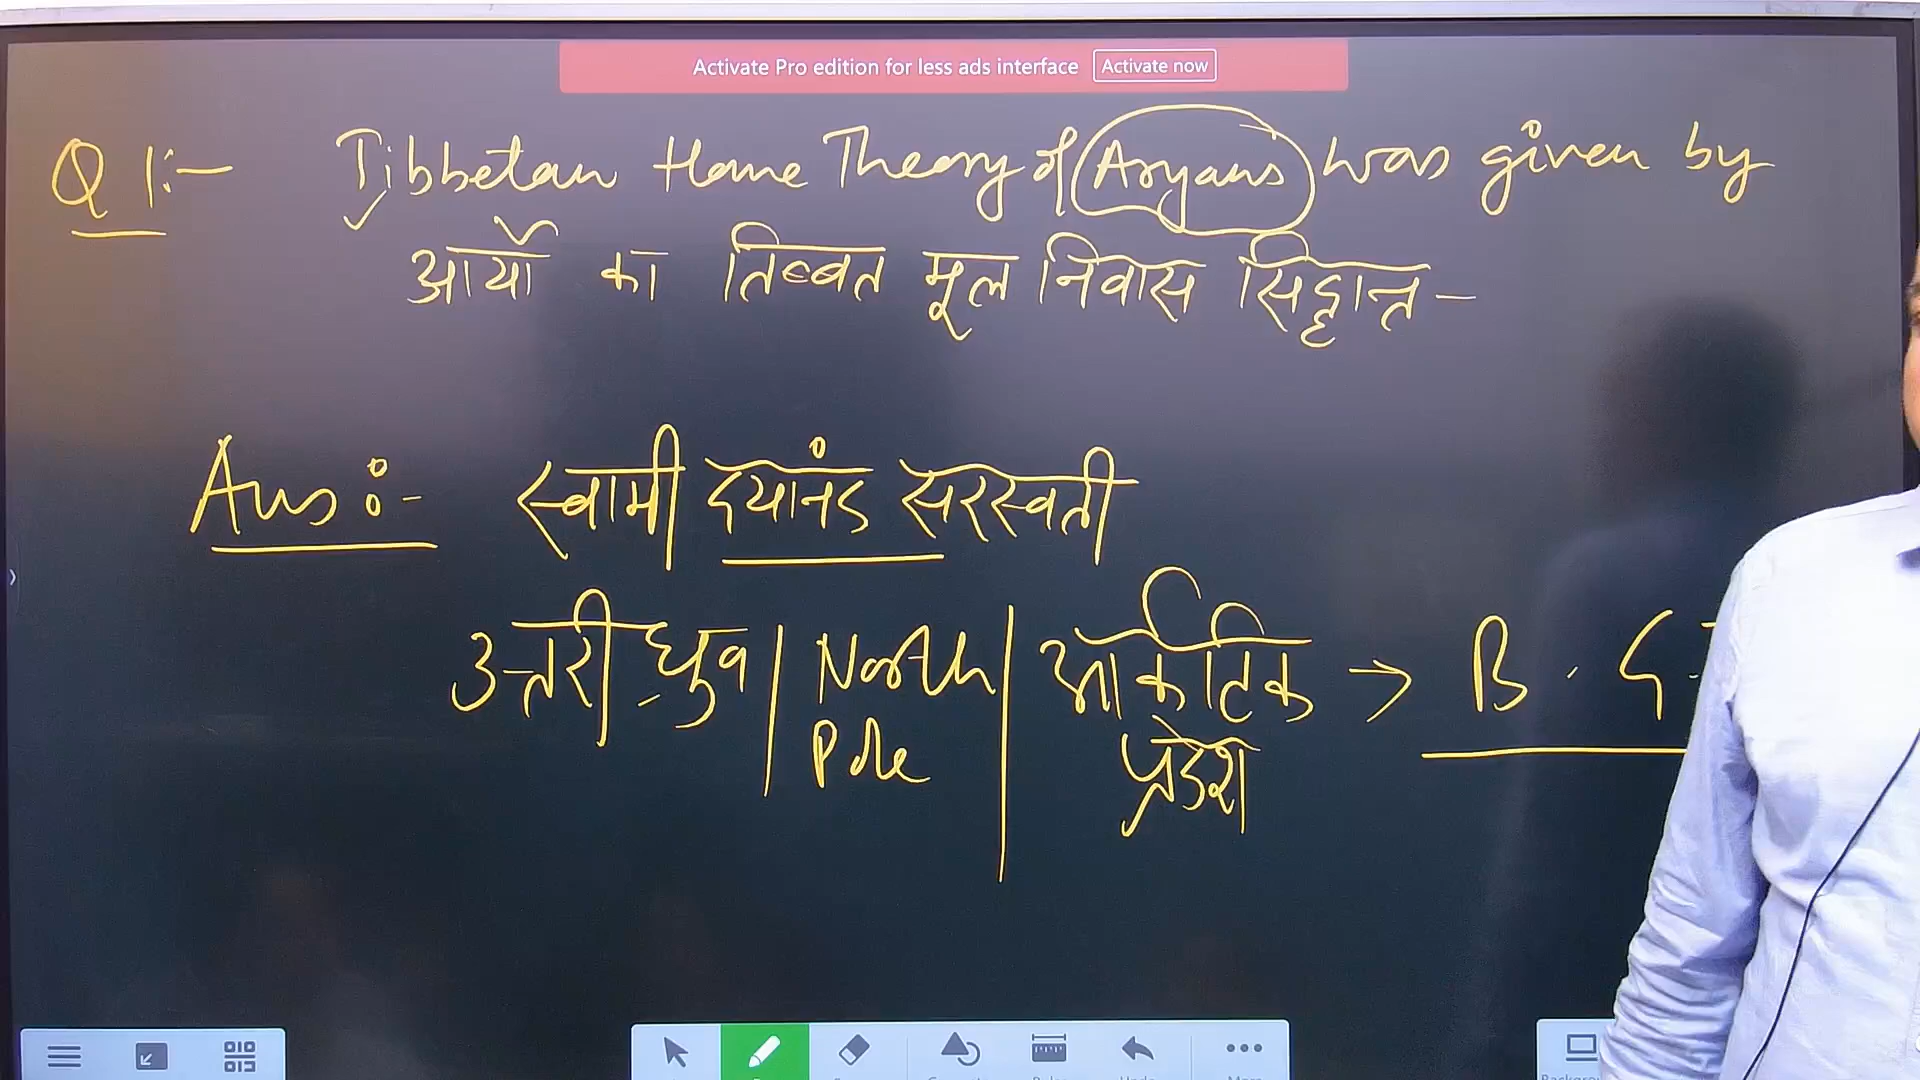 Activate Pro edition for less ads interface Activate now
Q 1:- Tibbetan Home Theory of Aryans was given by
आर्यो का तिब्बत मूल निवास सिद्धान्त -
Ans :- स्वामी दयानंद सरस्वती
उत्तरी ध्रुव | North Pole | आर्कटिक प्रदेश → B. G.